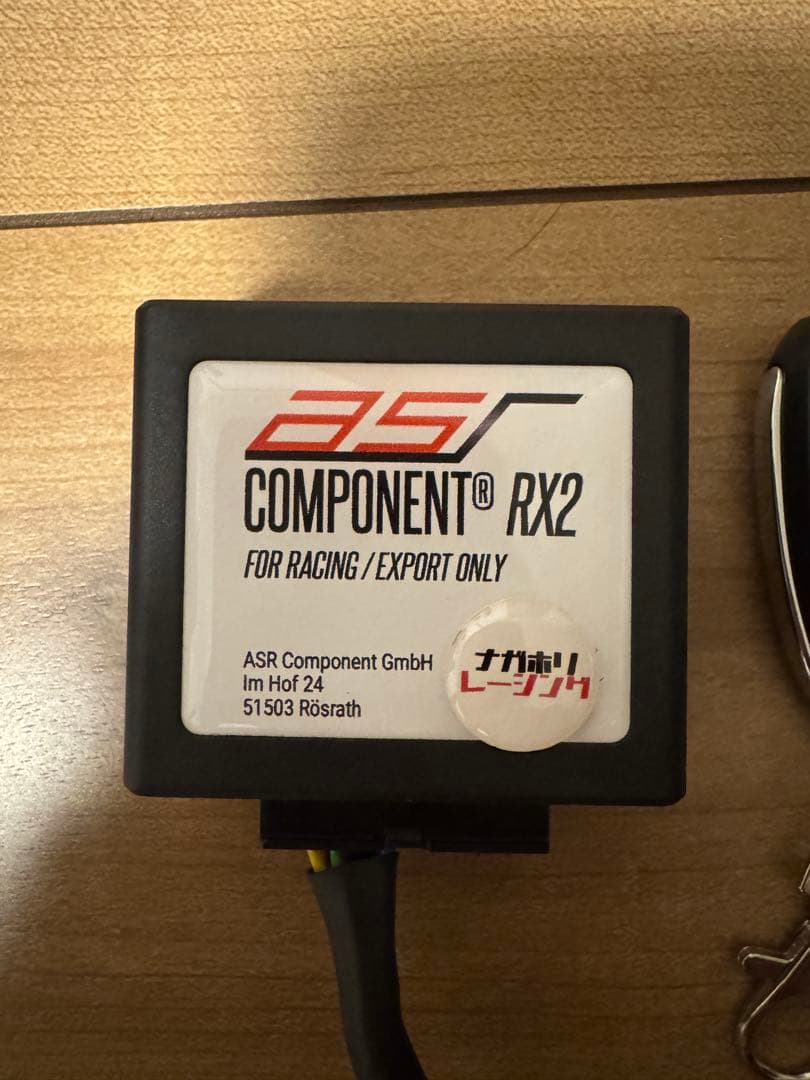 asr
COMPONENT® RX2
FOR RACING / EXPORT ONLY
ASR Component GmbH
Im Hof 24
51503 Rösrath
ナガホリ
レーシング